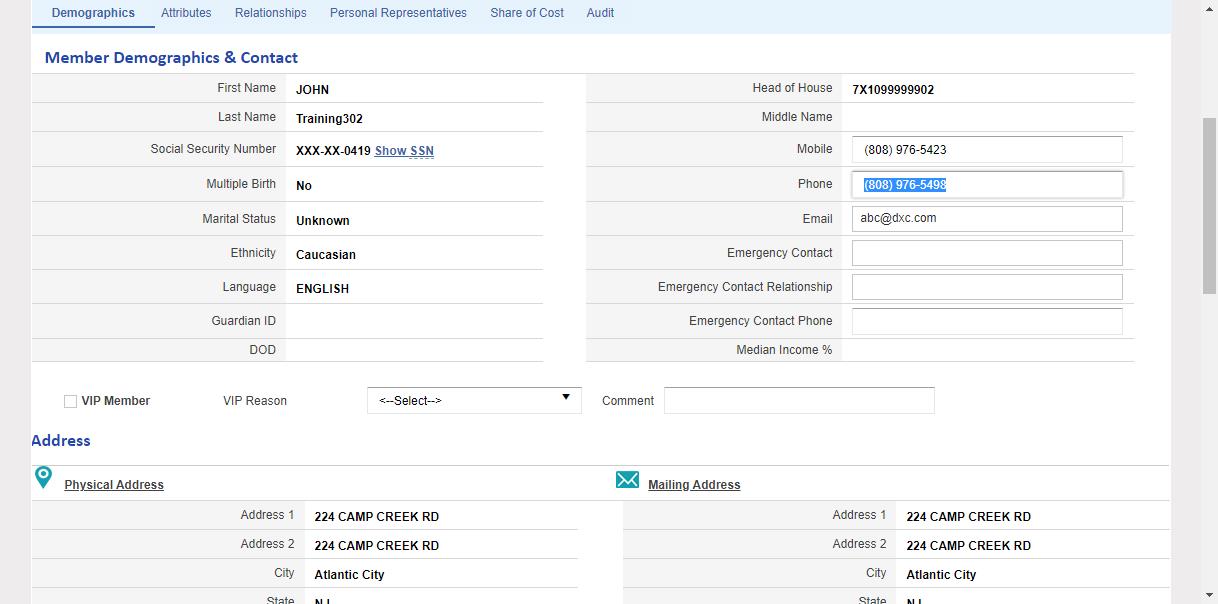 Demographics Attributes Relationships Personal Representatives Share of Cost Audit
Member Demographics & Contact
First Name JOHN Head of House 7X1099999902
Last Name Training302 Middle Name
Social Security Number XXX-XX-0419 Show SSN Mobile (808) 976-5423
Multiple Birth No Phone (808) 976-5498
Marital Status Unknown Email abc@dxc.com
Ethnicity Caucasian Emergency Contact
Language ENGLISH Emergency Contact Relationship
Guardian ID Emergency Contact Phone
DOD Median Income %
VIP Member VIP Reason <--Select--> Comment
Address
Physical Address Mailing Address
Address 1 224 CAMP CREEK RD Address 1 224 CAMP CREEK RD
Address 2 224 CAMP CREEK RD Address 2 224 CAMP CREEK RD
City Atlantic City City Atlantic City
State NJ State NJ